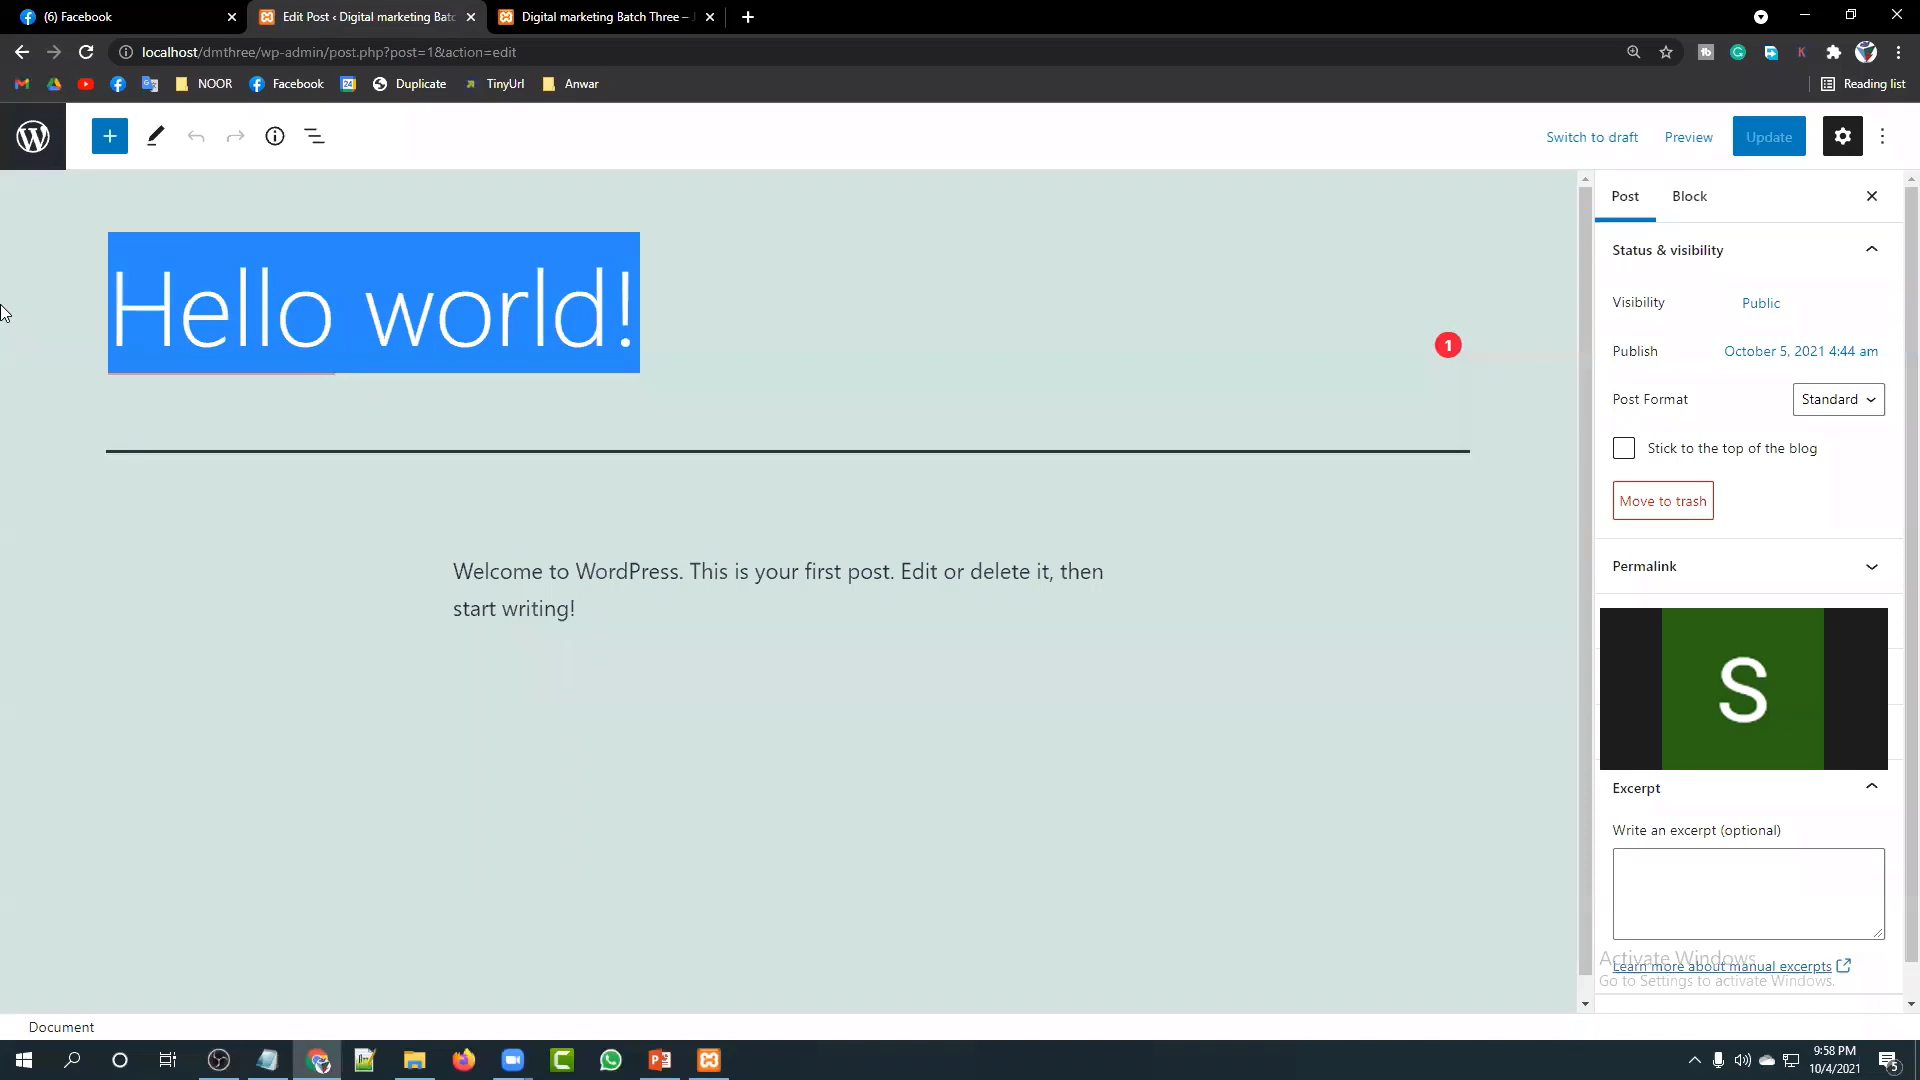 (6) Facebook
Edit Post ‹ Digital marketing Batc
Digital marketing Batch Three –
localhost/dmthree/wp-admin/post.php?post=1&action=edit
NOOR
Facebook
24
Duplicate
TinyUrl
Anwar
Reading list
Switch to draft
Preview
Update
Post
Block
Status & visibility
Hello world!
Visibility
Public
1
Publish
October 5, 2021 4:44 am
Post Format
Standard
Stick to the top of the blog
Move to trash
Welcome to WordPress. This is your first post. Edit or delete it, then
start writing!
Permalink
S
Excerpt
Write an excerpt (optional)
Activate Windows
Learn more about manual excerpts
Go to Settings to activate Windows.
Document
9:58 PM
10/4/2021
5